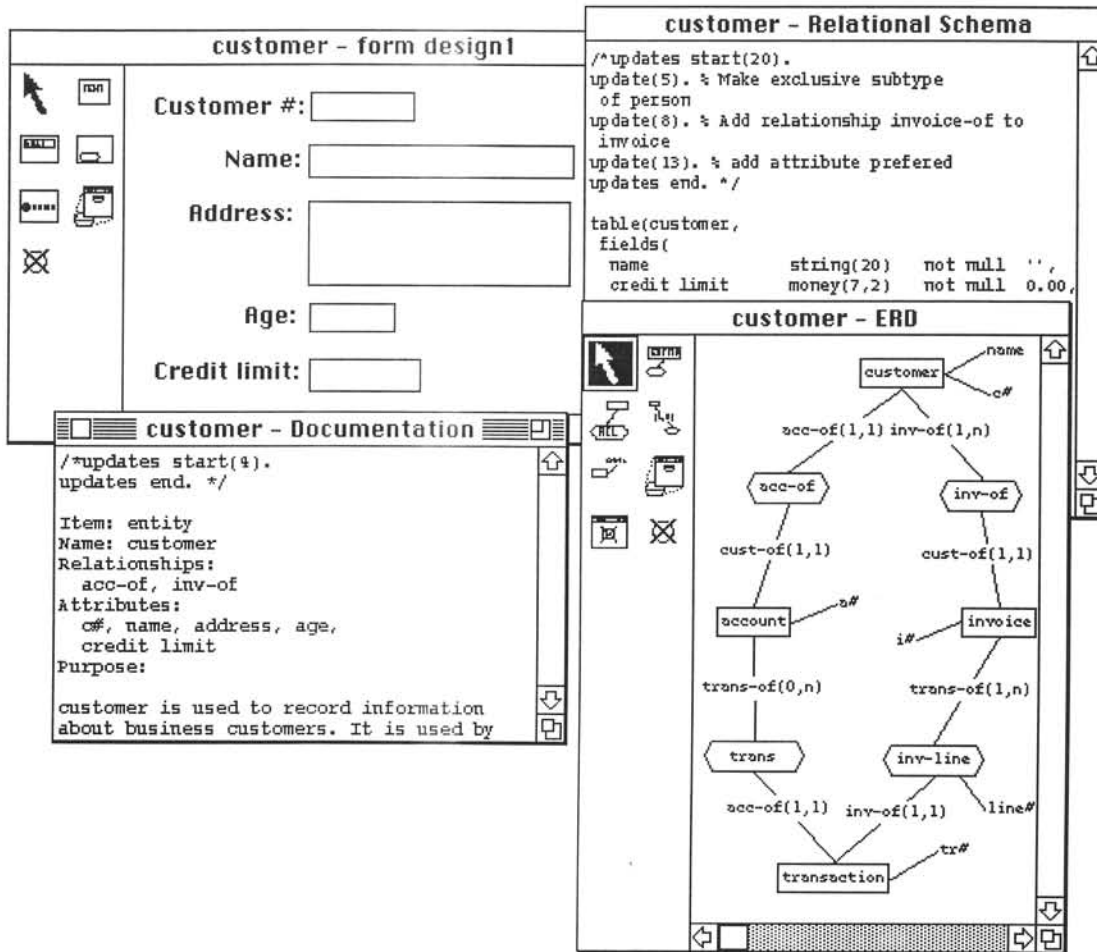 customer - form design1
Customer #:
Name:
Address:
Age:
Credit limit:
customer - Relational Schema
/*updates start(20).
update(5). % Make exclusive subtype
of person
update(8). % Add relationship invoice-of to
invoice
update(13). % add attribute prefered
updates end. */
table(customer,
fields(
name string(20) not null '',
credit limit money(7,2) not null 0.00,
customer - Documentation
/*updates start(4).
updates end. */
Item: entity
Name: customer
Relationships:
acc-of, inv-of
Attributes:
c#, name, address, age,
credit limit
Purpose:
customer is used to record information
about business customers. It is used by
customer - ERD
name
customer
c#
acc-of(1,1) inv-of(1,n)
acc-of
inv-of
cust-of(1,1)
cust-of(1,1)
a#
account
invoice
i#
trans-of(0,n)
trans-of(1,n)
trans
inv-line
acc-of(1,1)
inv-of(1,1)
line#
tr#
transaction